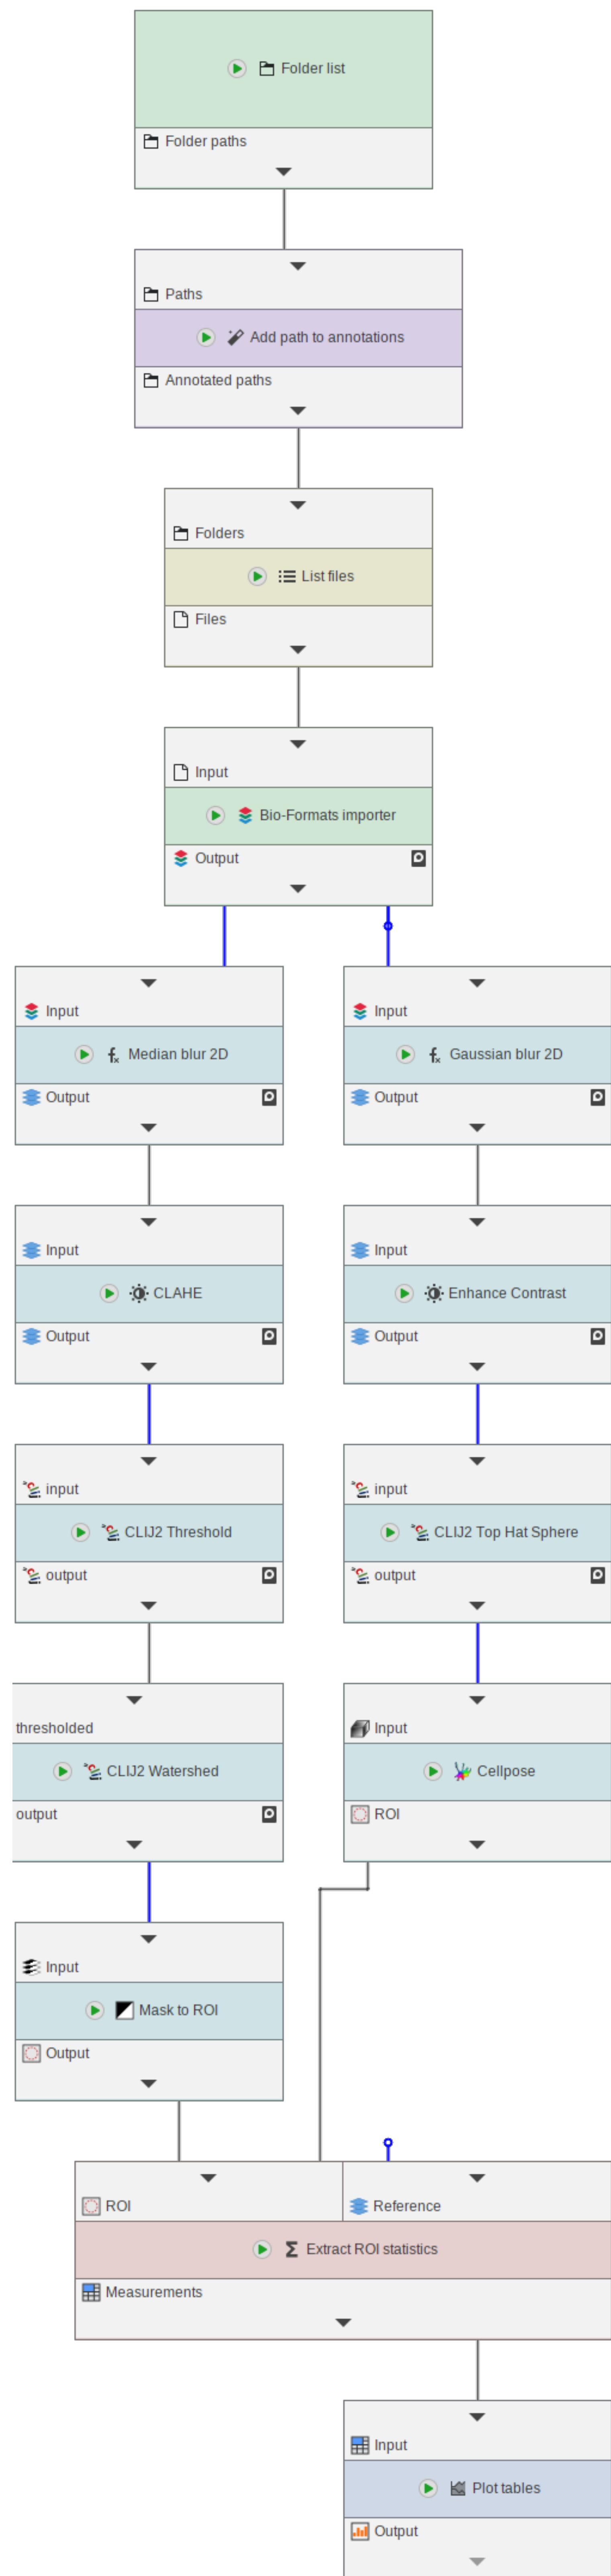 Folder list
Folder paths
Paths
Add path to annotations
Annotated paths
Folders
List files
Files
Input
Bio-Formats importer
Output
Input
Median blur 2D
Output
Input
Gaussian blur 2D
Output
Input
CLAHE
Output
Input
Enhance Contrast
Output
input
CLIJ2 Threshold
output
input
CLIJ2 Top Hat Sphere
output
thresholded
CLIJ2 Watershed
output
Input
Cellpose
ROI
Input
Mask to ROI
Output
ROI
Reference
Extract ROI statistics
Measurements
Input
Plot tables
Output